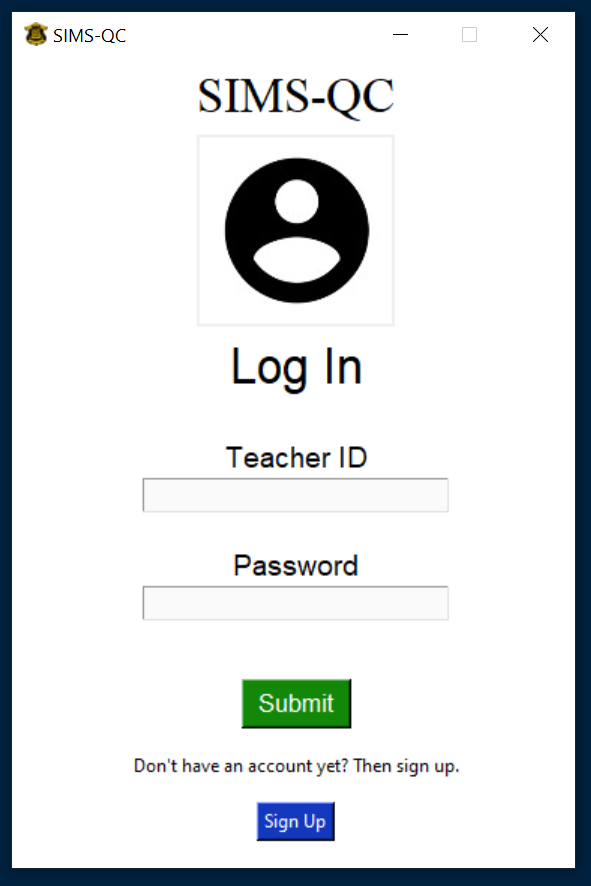 SIMS-QC
SIMS-QC
Log In
Teacher ID
Password
Submit
Don't have an account yet? Then sign up.
Sign Up